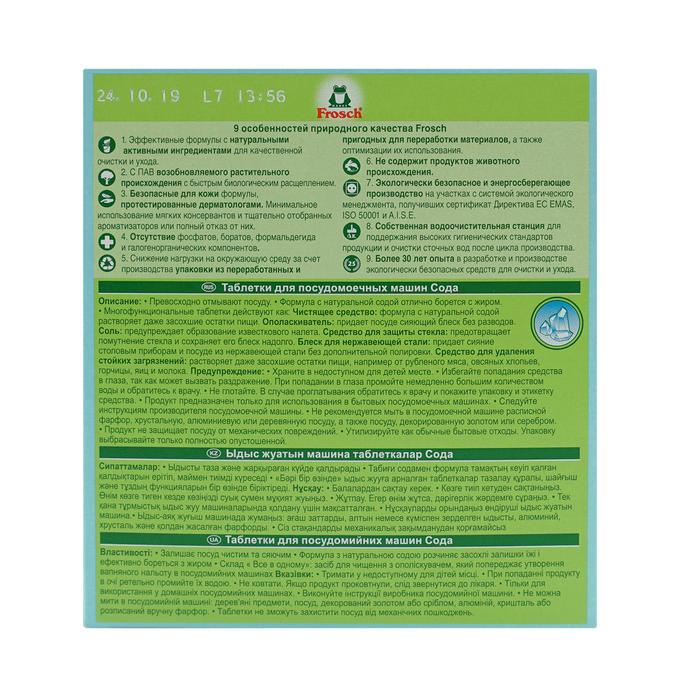 24. 10. 19 L7 13:56
Frosch
9 особенностей природного качества Frosch
1. Эффективные формулы с натуральными
активными ингредиентами для качественной
очистки и ухода.
2. С ПАВ возобновляемого растительного
происхождения с быстрым биологическим расщеплением.
3. Безопасные для кожи формулы,
протестированные дерматологами. Минимальное
использование мягких консервантов и тщательно отобранных
ароматизаторов или полный отказ от них.
4. Отсутствие фосфатов, боратов, формальдегида
и галогенорганических компонентов.
5. Снижение нагрузки на окружающую среду за счет
производства упаковки из переработанных и
пригодных для переработки материалов, а также
оптимизации их использования.
6. Не содержит продуктов животного
происхождения.
7. Экологически безопасное и энергосберегающее
производство на участках с системой экологического
менеджмента, получивших сертификат Директива ЕС EMAS,
ISO 50001 и A.I.S.E.
8. Собственная водоочистительная станция для
поддержания высоких гигиенических стандартов
продукции и очистки сточных вод после цикла производства.
9. Более 30 лет опыта в разработке и производстве
экологически безопасных средств для очистки и ухода.
RUS Таблетки для посудомоечных машин Сода
Описание: • Превосходно отмывают посуду. • Формула с натуральной содой отлично борется с жиром.
• Многофункциональные таблетки действуют как: Чистящее средство: формула с натуральной содой
растворяет даже засохшие остатки пищи. Ополаскиватель: придает посуде сияющий блеск без разводов.
Соль: предупреждает образование известкового налета. Средство для защиты стекла: предотвращает
помутнение стекла и сохраняет его блеск надолго. Блеск для нержавеющей стали: придает сияние
столовым приборам и посуде из нержавеющей стали без дополнительной полировки. Средство для удаления
стойких загрязнений: растворяет даже засохшие остатки пищи, например от рубленого мяса, овсяных хлопьев,
горчицы, яиц и молока. Предупреждение: • Хранить в недоступном для детей месте. • Избегайте попадания средства
в глаза, так как может вызвать раздражение. При попадании в глаза промойте немедленно большим количеством
воды и обратитесь к врачу. • Не глотайте. В случае проглатывания обратитесь к врачу и покажите упаковку и этикетку
средства. • Продукт предназначен только для использования в бытовых посудомоечных машинах. • Следуйте
инструкциям производителя посудомоечной машины. • Не рекомендуется мыть в посудомоечной машине расписной
фарфор, хрустальную, алюминиевую или деревянную посуду, а также посуду, декорированную золотом или серебром.
• Продукт не защищает посуду от механических повреждений. • Утилизируйте как обычные бытовые отходы. Упаковку
выбрасывайте только полностью опустошенной.
KZ Ыдыс жуатын машина таблеткалар Сода
Сипаттамалар: • Ыдысты таза және жарқыраған күйде қалдырады • Табиғи содамен формула тамақтың кеуіп қалған
қалдықтарын ерітіп, маймен тиімді күреседі • «Бәрі бір өзінде» ыдыс жууға арналған таблеткалар тазалау құралы, шайғыш
және тұздың функцияларын бір өзінде біріктіреді. Нұсқау: • Балалардан сақтау керек. • Көзге тиіп кетуден сақтаныңыз.
Өнім көзге тиген кезде көзіңізді суық сумен мұқият жуыңыз. • Жұтпау. Егер өнім жұтса, дәрігерлік жәрдемге сұраңыз. • Тек
қана тұрмыстық ыдыс жуу машиналарында қолдану үшін мақсатталған. • Нұсқауларды орындаңыз өндіруші ыдыс жуатын
машина.• Ыдыс-аяқ жуғыш машинада жумаңыз: ағаш заттарды, алтын немесе күміспен зерделген ыдысты, алюминий,
хрусталь және қолдан жасалған фарфорды. • Сіз стақандарды механикалық зақымданудан қорғамайсыз
UA Таблетки для посудомийних машин Сода
Властивості: • Залишає посуд чистим та сяючим • Формула з натуральною содою розчиняє засохлі залишки їжі і
ефективно бореться з жиром • Склад « Все в одному»: засіб для чищення з ополіскувачем, який попереджає утворення
вапняного нальоту в посудомийних машинах Вказівки: • Тримати у недоступному для дітей місці. • При попаданні продукту
в очі ретельно промийте їх водою. • Не ковтати. Якщо продукт проковтнули, слід звернутися до лікаря. • Тільки для
використання у домашніх посудомийних машинах. • Виконуйте інструкції виробника посудомийної машини. • Не можна
мити в посудомийній машині: дерев'яні предмети, посуд, декорований золотом або сріблом, алюміній, кришталь або
розписаний вручну фарфор. • Таблетки не зможуть захистити посуд від механічних пошкоджень.